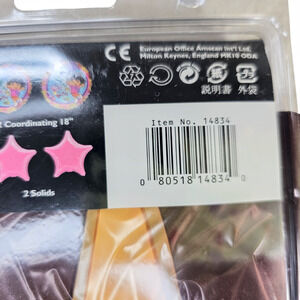 CE
European Office Amscan Int'l Ltd.
Milton Keynes, England MK10 0DA
説明書 外袋
Coordinating 18"
Item No. 14834
0 80518 14834 0
2 Solids